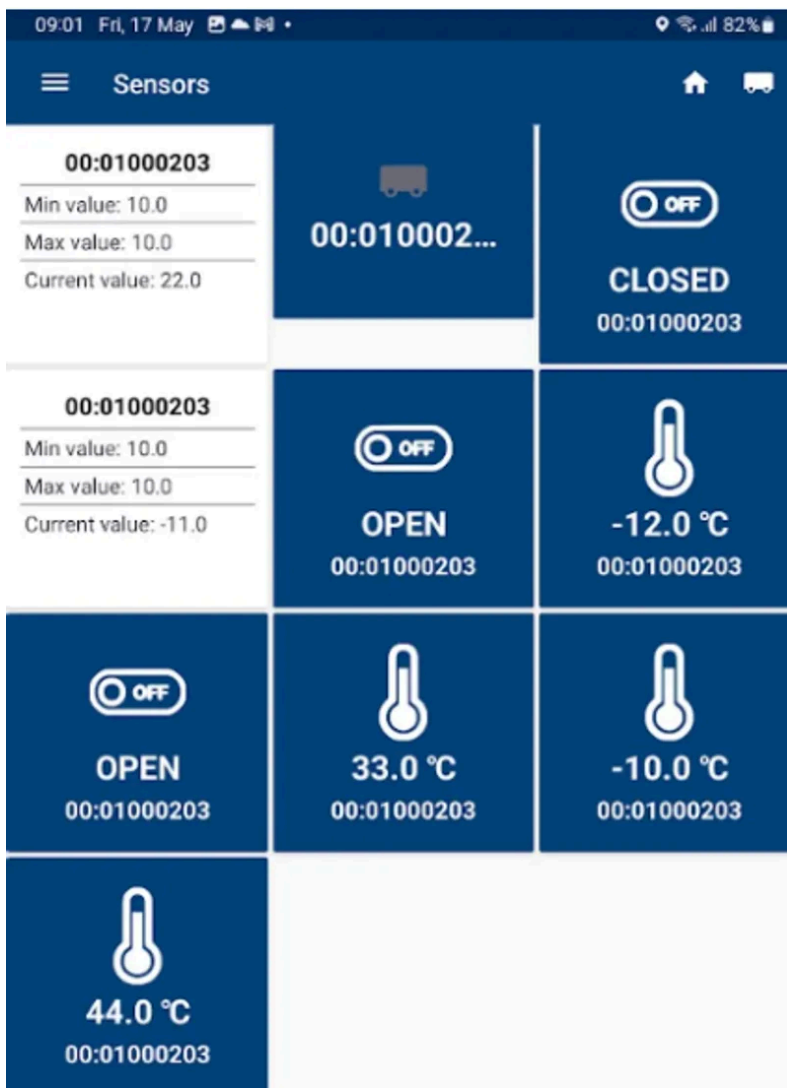 09:01 Fri, 17 May
82%
Sensors
00:01000203
Min value: 10.0
Max value: 10.0
Current value: 22.0
00:010002...
OFF
CLOSED
00:01000203
00:01000203
Min value: 10.0
Max value: 10.0
Current value: -11.0
OFF
OPEN
00:01000203
-12.0 °C
00:01000203
OFF
OPEN
00:01000203
33.0 °C
00:01000203
-10.0 °C
00:01000203
44.0 °C
00:01000203